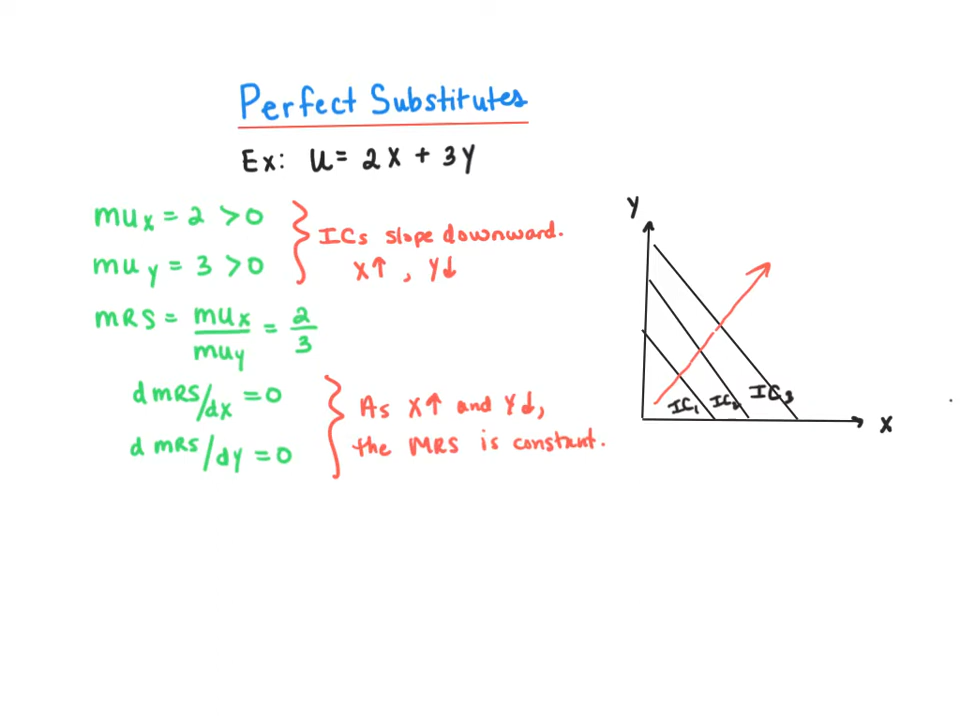 Perfect Substitutes
Ex: U = 2X + 3Y
MUX = 2 > 0
MUY = 3 > 0
ICs slope downward.
X↑, Y↓
MRS = MUX/MUY = 2/3
dMRS/dX = 0
dMRS/dY = 0
As X↑ and Y↓,
the MRS is constant.
Y
IC1 IC2 IC3
X